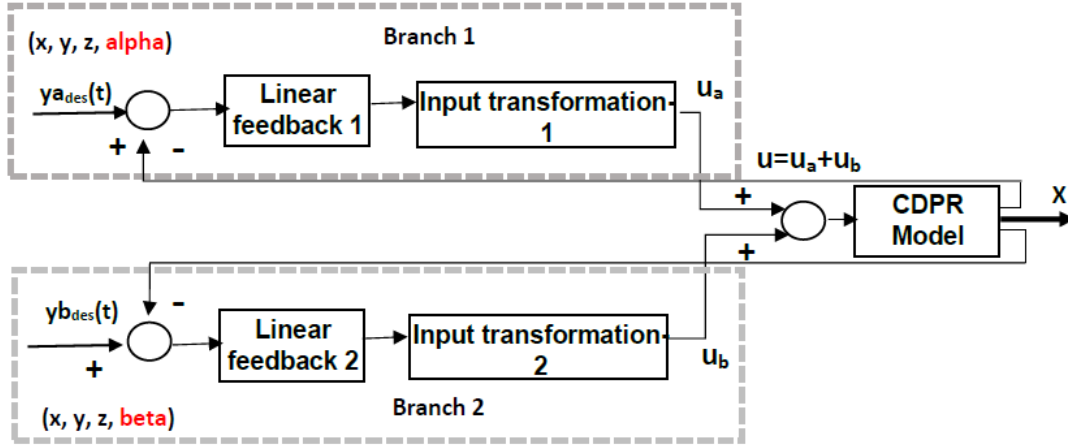 Branch 1
(x, y, z, alpha)
ya_des(t)
+
-
Linear
feedback 1
Input transformation-
1
u_a
u=u_a+u_b
+
+
CDPR
Model
X
yb_des(t)
-
+
Linear
feedback 2
Input transformation-
2
u_b
Branch 2
(x, y, z, beta)